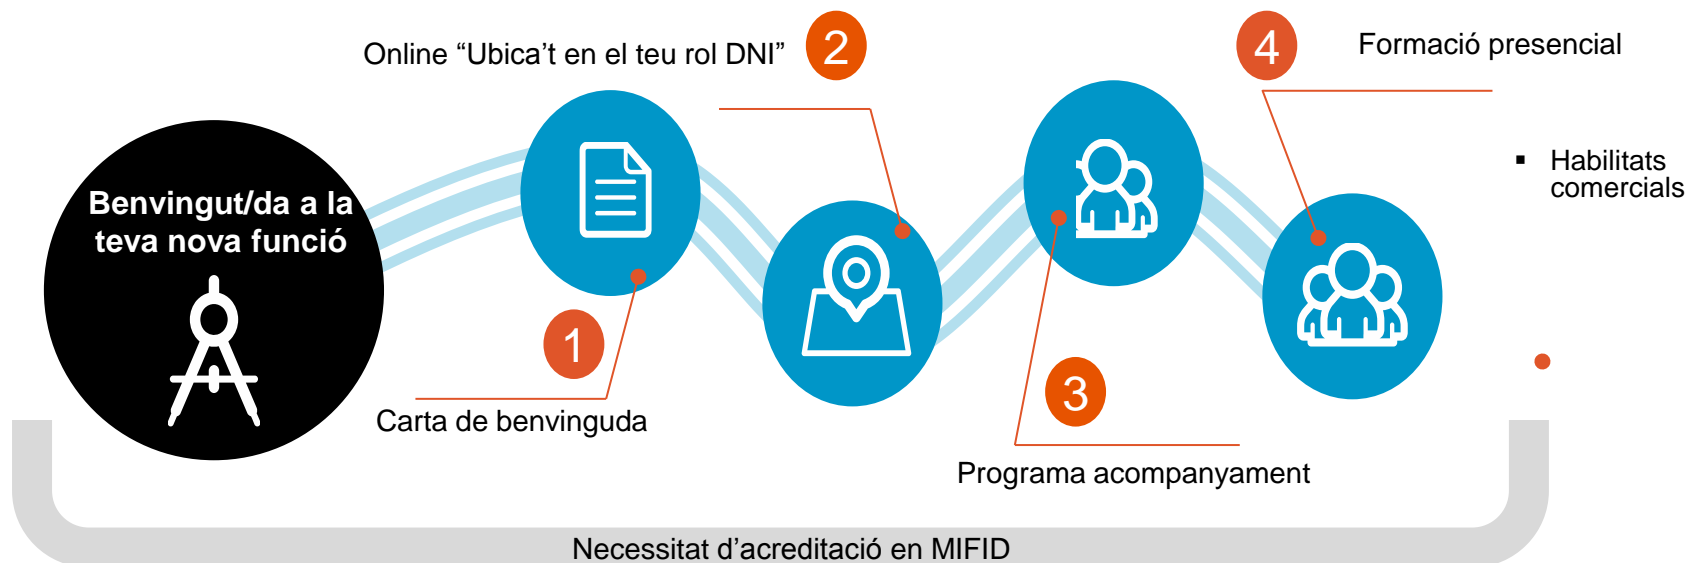 Benvingut/da a la
teva nova funció
1
Carta de benvinguda
Online “Ubica’t en el teu rol DNI”
2
3
Programa acompanyament
4
Formació presencial
▪ Habilitats
comercials
Necessitat d’acreditació en MIFID